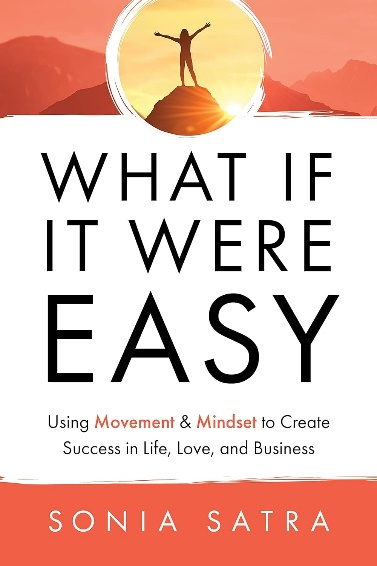 WHAT IF
IT WERE
EASY
Using Movement & Mindset to Create
Success in Life, Love, and Business
SONIA SATRA